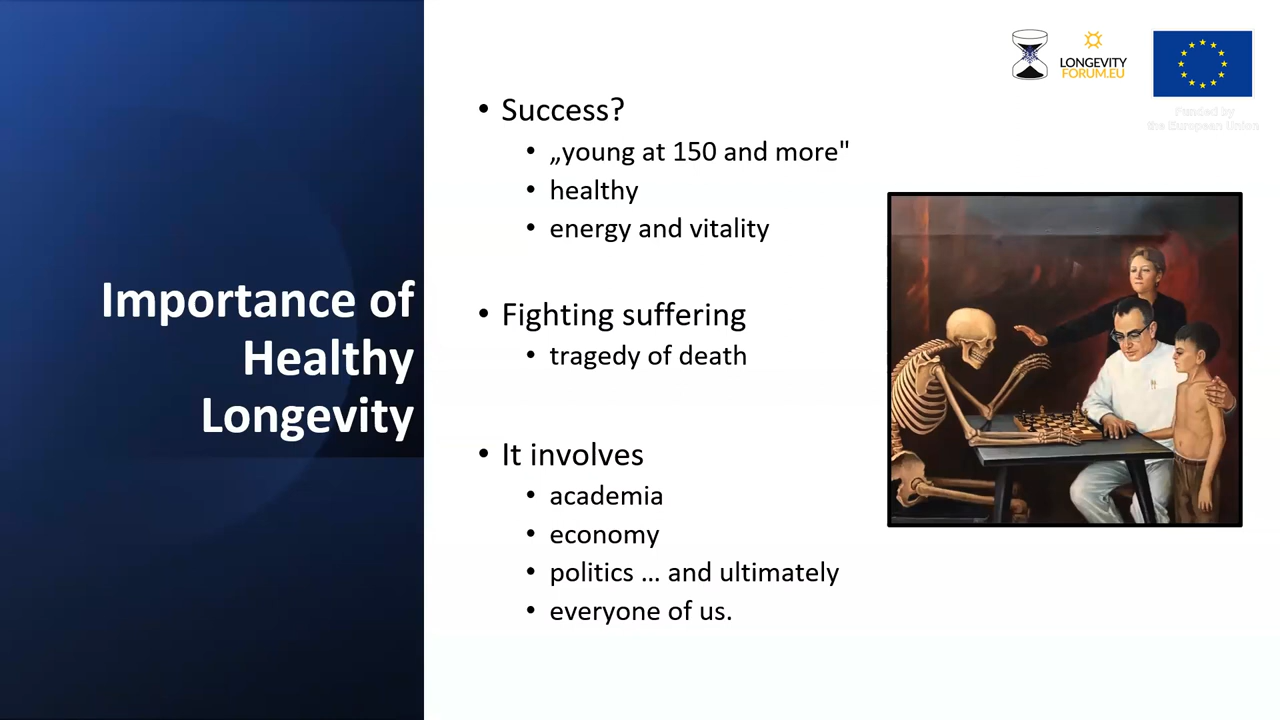 Importance of
Healthy
Longevity
• Success?
• „young at 150 and more"
• healthy
• energy and vitality
• Fighting suffering
• tragedy of death
• It involves
• academia
• economy
• politics … and ultimately
• everyone of us.
LONGEVITY
FORUM.EU
Funded by
the European Union